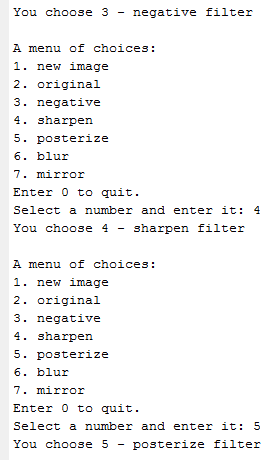 You choose 3 - negative filter
A menu of choices:
1. new image
2. original
3. negative
4. sharpen
5. posterize
6. blur
7. mirror
Enter 0 to quit.
Select a number and enter it: 4
You choose 4 - sharpen filter
A menu of choices:
1. new image
2. original
3. negative
4. sharpen
5. posterize
6. blur
7. mirror
Enter 0 to quit.
Select a number and enter it: 5
You choose 5 - posterize filter